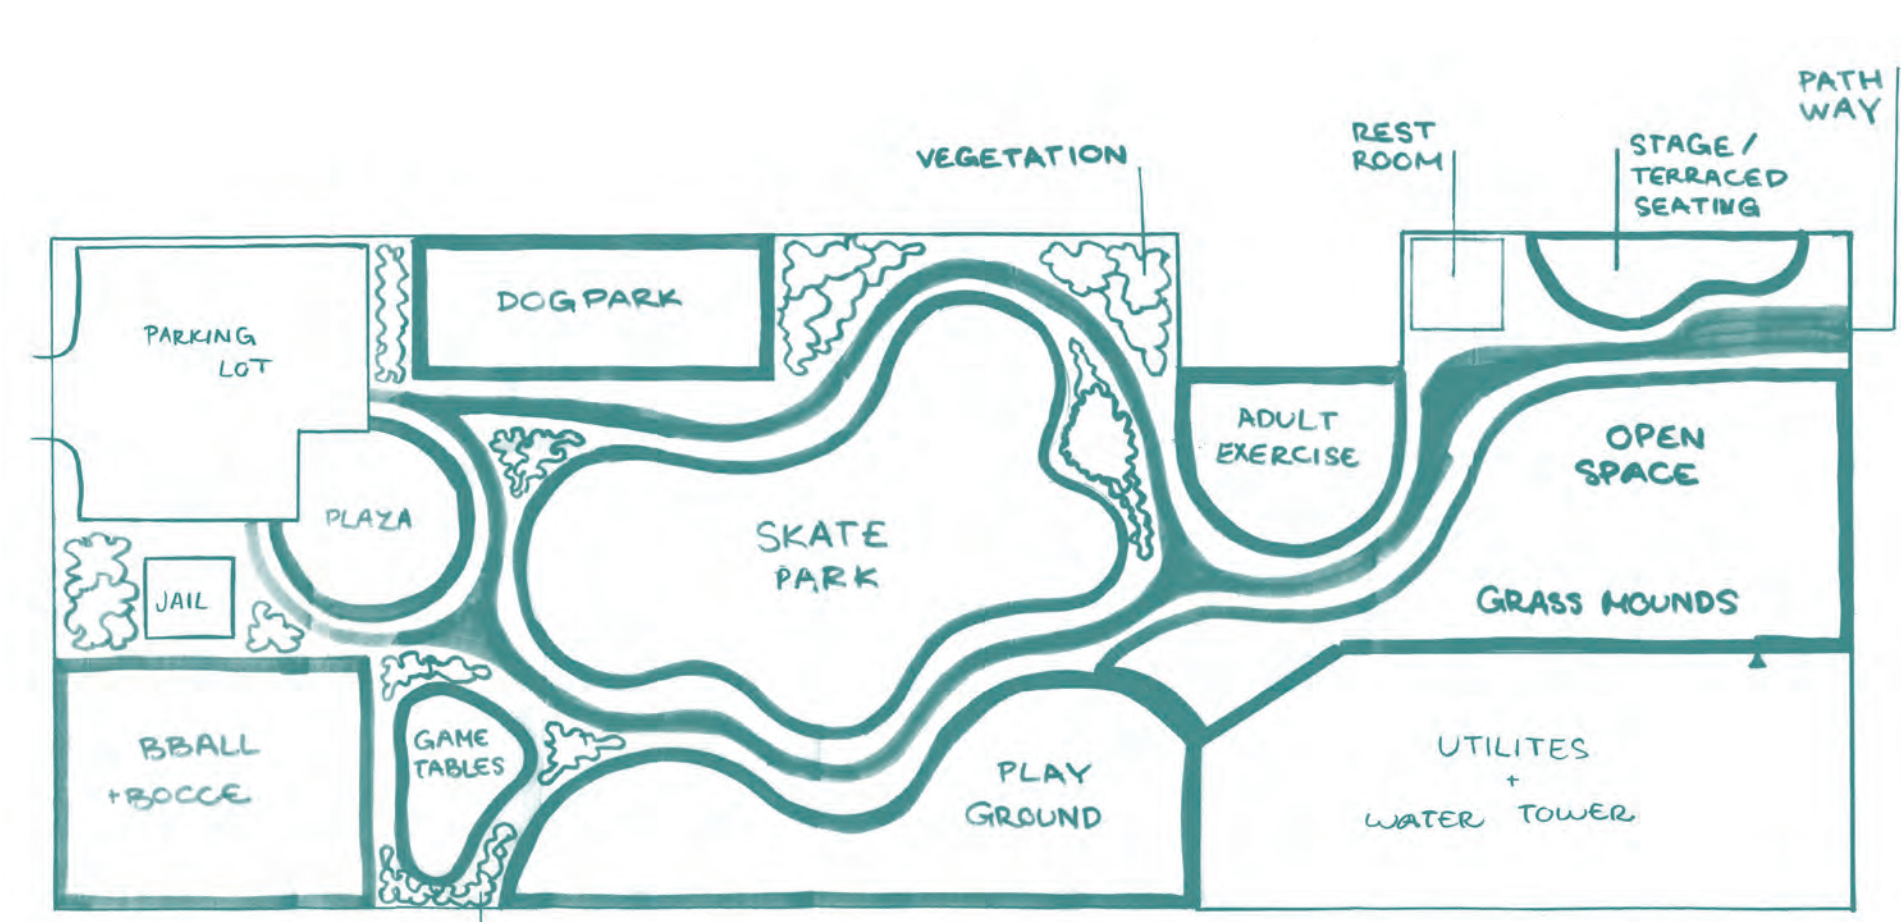 PATH
WAY
REST
ROOM
STAGE/
TERRACED
SEATING
VEGETATION
DOG PARK
PARKING
LOT
ADULT
EXERCISE
OPEN
SPACE
PLAZA
SKATE
PARK
JAIL
GRASS MOUNDS
BBALL
+BOCCE
GAME
TABLES
PLAY
GROUND
UTILITES
+
WATER TOWER